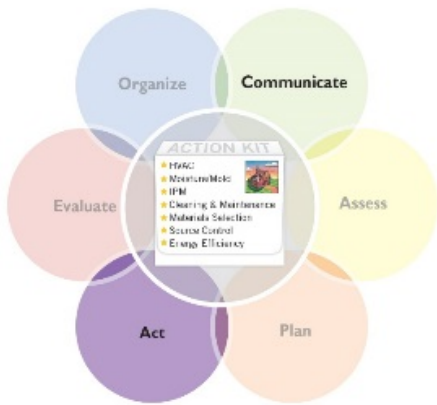 Organize
Communicate
Evaluate
ACTION KIT
HVAC
Moisture/Mold
IPM
Cleaning & Maintenance
Materials Selection
Source Control
Energy Efficiency
Assess
Act
Plan